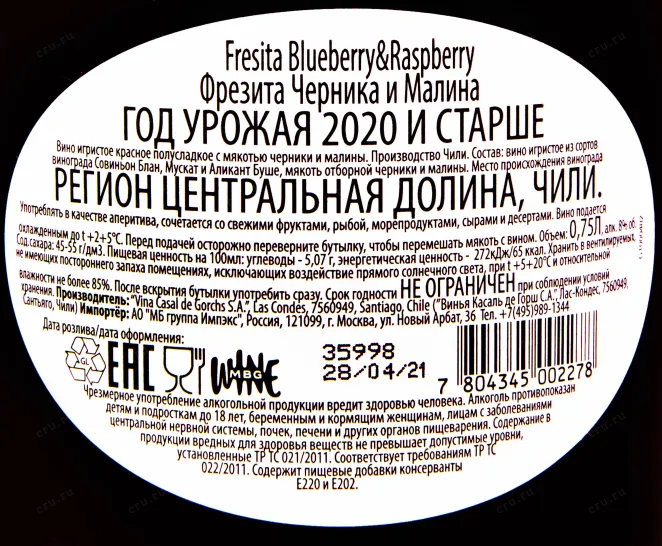 Fresita Blueberry&Raspberry
Фрезита Черника и Малина
ГОД УРОЖАЯ 2020 И СТАРШЕ
Вино игристое красное полусладкое с мякотью черники и малины. Производство Чили. Состав: вино игристое из сортов
винограда Совиньон Блан, Мускат и Аликант Буше, мякоть отборной черники и малины. Место происхождения винограда
РЕГИОН ЦЕНТРАЛЬНАЯ ДОЛИНА, ЧИЛИ.
Употреблять в качестве аперитива, сочетается со свежими фруктами, рыбой, морепродуктами, сырами и десертами. Вино подается
охлажденным до t +2+5°С. Перед подачей осторожно переверните бутылку, чтобы перемешать мякоть с вином. Объем: 0,75Л, алк. 8% об.
Сод.сахара: 45-55 г/дм3. Пищевая ценность на 100мл: углеводы - 5,07 г, энергетическая ценность - 272кДж/65 ккал. Хранить в вентилируемых,
не имеющих постороннего запаха помещениях, исключающих воздействие прямого солнечного света, при t +5+20°С и относительной
влажности не более 85%. После вскрытия бутылки употребить сразу. Срок годности НЕ ОГРАНИЧЕН при соблюдении условий
хранения. Производитель: "Vina Casal de Gorchs S.A.", Las Condes, 7560949, Santiago, Chile ("Винья Касаль де Горш С.А.", Лас-Кондес, 7560949,
Сантьяго, Чили) Импортёр: АО "МБ группа Импэкс", Россия, 121099, г. Москва, ул. Новый Арбат, 36 Тел. +7(495)989-1344
Дата розлива/дата оформления:
GL
EAC
WINE
MBG
35998
28/04/21
7 804345 002278
Чрезмерное употребление алкогольной продукции вредит здоровью человека. Алкоголь противопоказан
детям и подросткам до 18 лет, беременным и кормящим женщинам, лицам с заболеваниями
центральной нервной системы, почек, печени и других органов пищеварения. Содержание в
продукции вредных для здоровья веществ не превышает допустимые уровни,
установленные ТР ТС 021/2011. Соответствует требованиям ТР ТС
022/2011. Содержит пищевые добавки консерванты
Е220 и Е202.
cru.ru